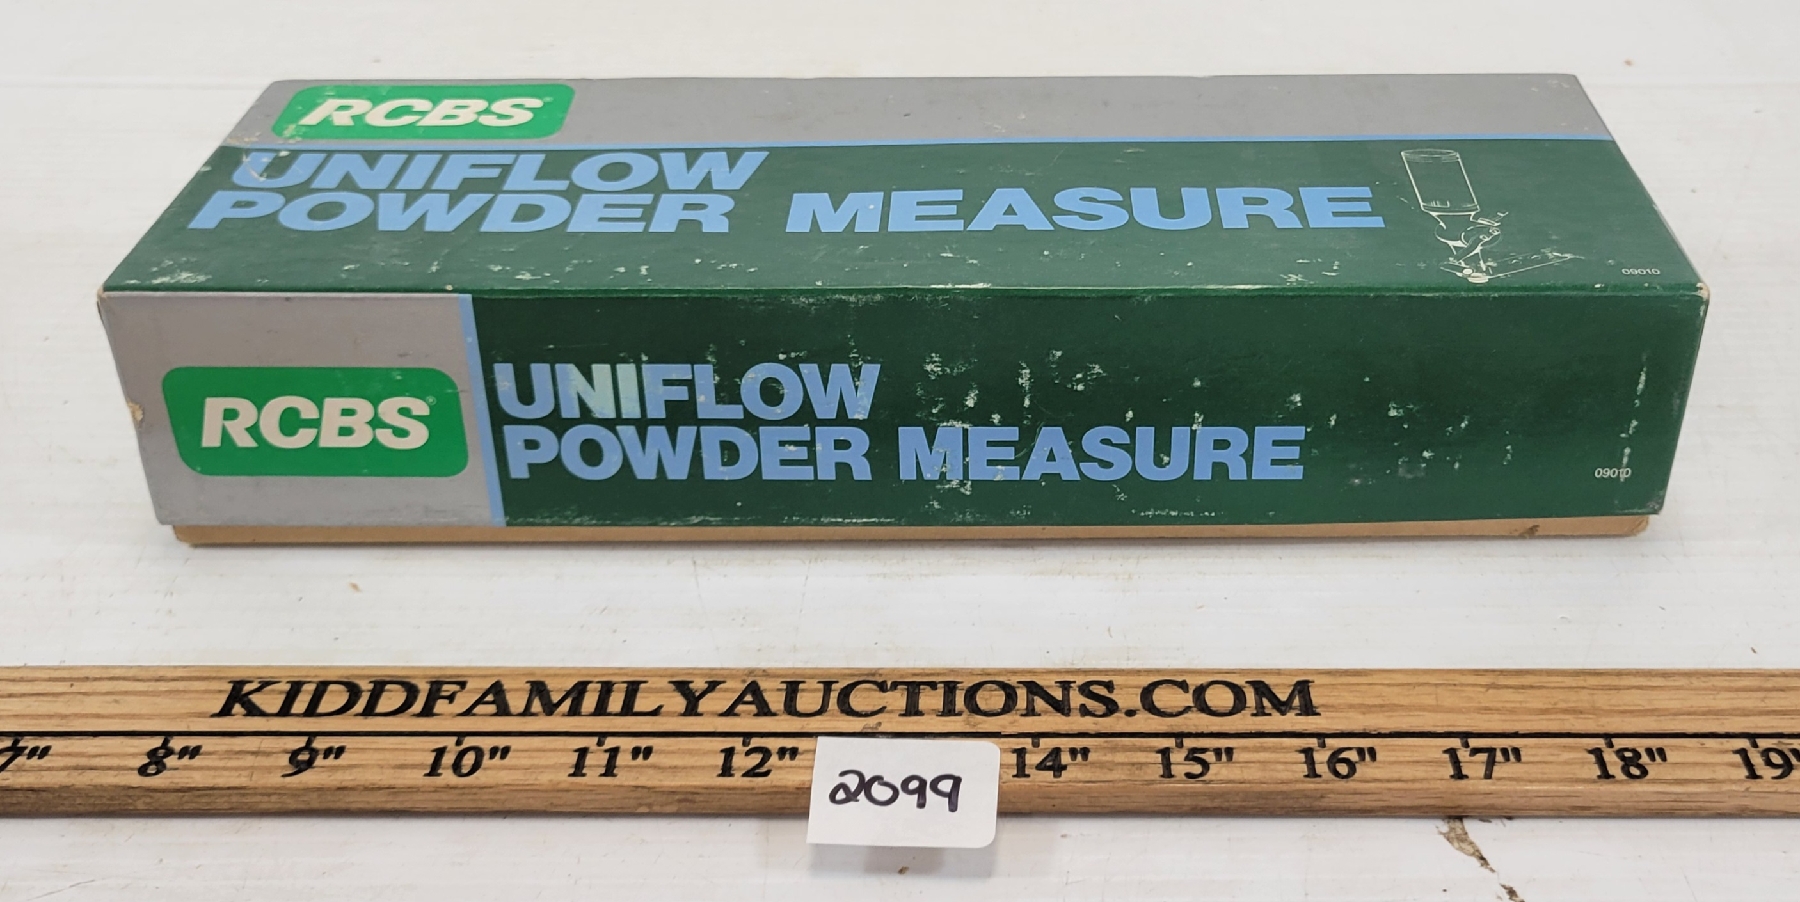 RCBS
UNIFLOW
POWDER MEASURE
09010
RCBS®
UNIFLOW
POWDER MEASURE
09010
KIDDFAMILYAUCTIONS.COM
7" 8" 9" 10" 11" 12" 14" 15" 16" 17" 18" 19"
2099